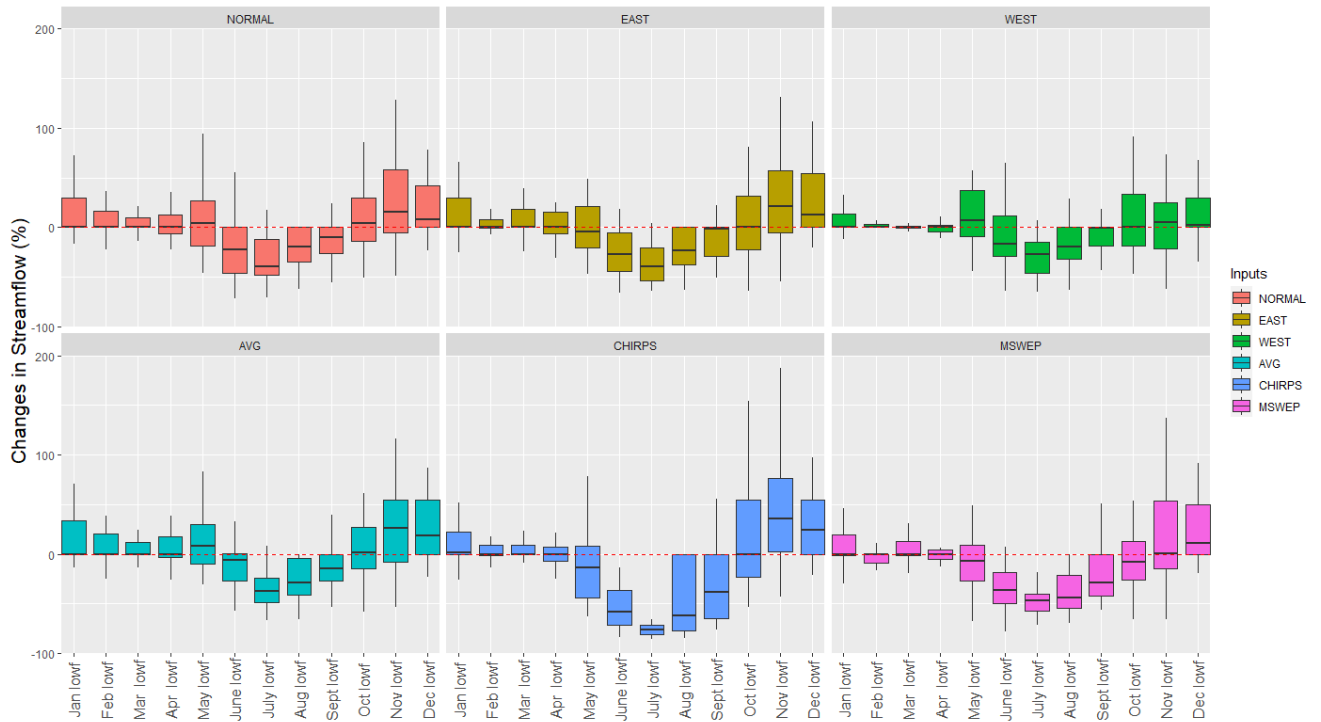 NORMAL EAST WEST
200
100
0
-100
AVG CHIRPS MSWEP
200
100
0
-100
Changes in Streamflow (%)
Jan lowf Feb lowf Mar lowf Apr lowf May lowf June lowf July lowf Aug lowf Sept lowf Oct lowf Nov lowf Dec lowf
Jan lowf Feb lowf Mar lowf Apr lowf May lowf June lowf July lowf Aug lowf Sept lowf Oct lowf Nov lowf Dec lowf
Jan lowf Feb lowf Mar lowf Apr lowf May lowf June lowf July lowf Aug lowf Sept lowf Oct lowf Nov lowf Dec lowf
Inputs
NORMAL
EAST
WEST
AVG
CHIRPS
MSWEP